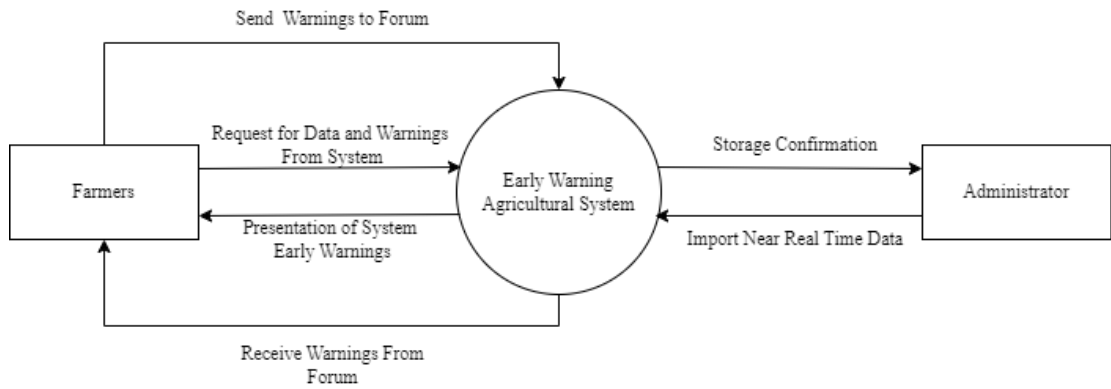 Send Warnings to Forum
Request for Data and Warnings
From System
Storage Confirmation
Farmers
Early Warning
Agricultural System
Administrator
Presentation of System
Early Warnings
Import Near Real Time Data
Receive Warnings From
Forum